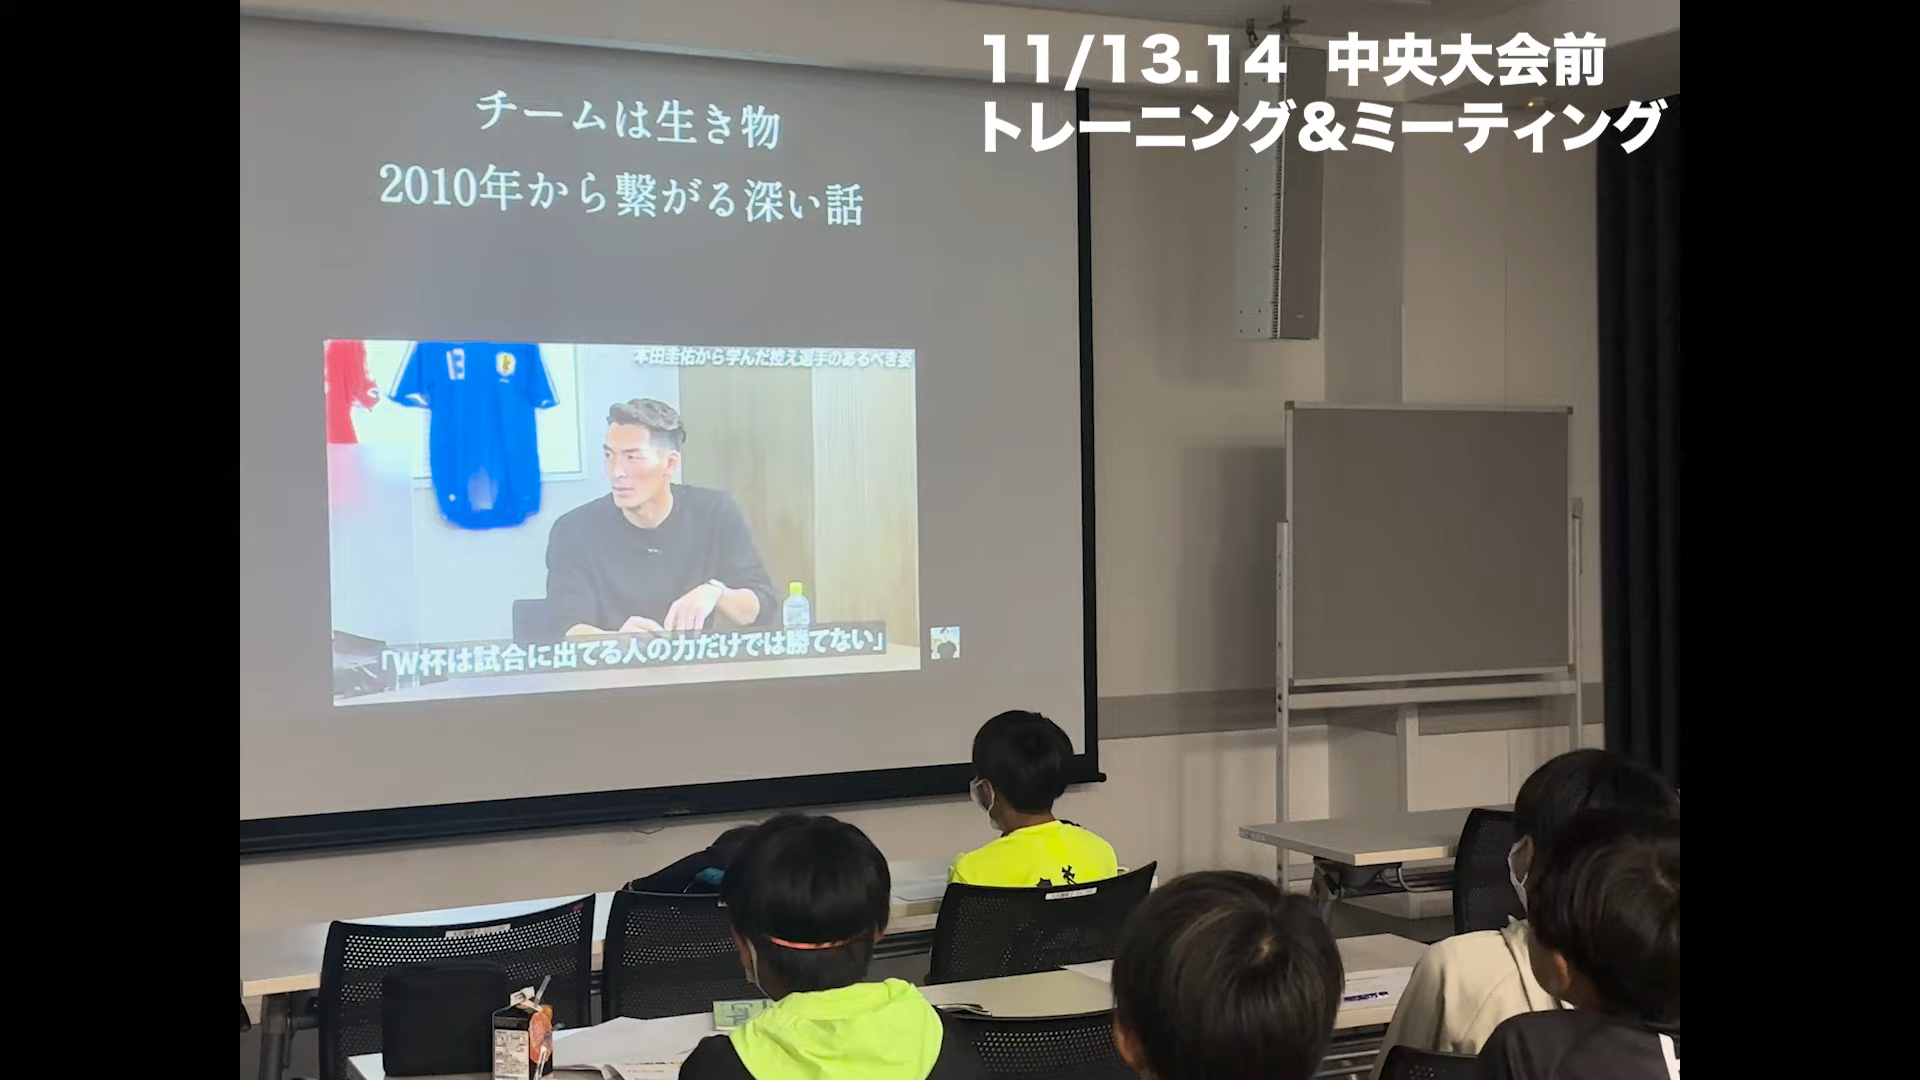 11/13.14 中央大会前
トレーニング&ミーティング
チームは生き物
2010年から繋がる深い話
本田圭佑から学んだ控え選手のあるべき姿
13
「W杯は試合に出てる人の力だけでは勝てない」